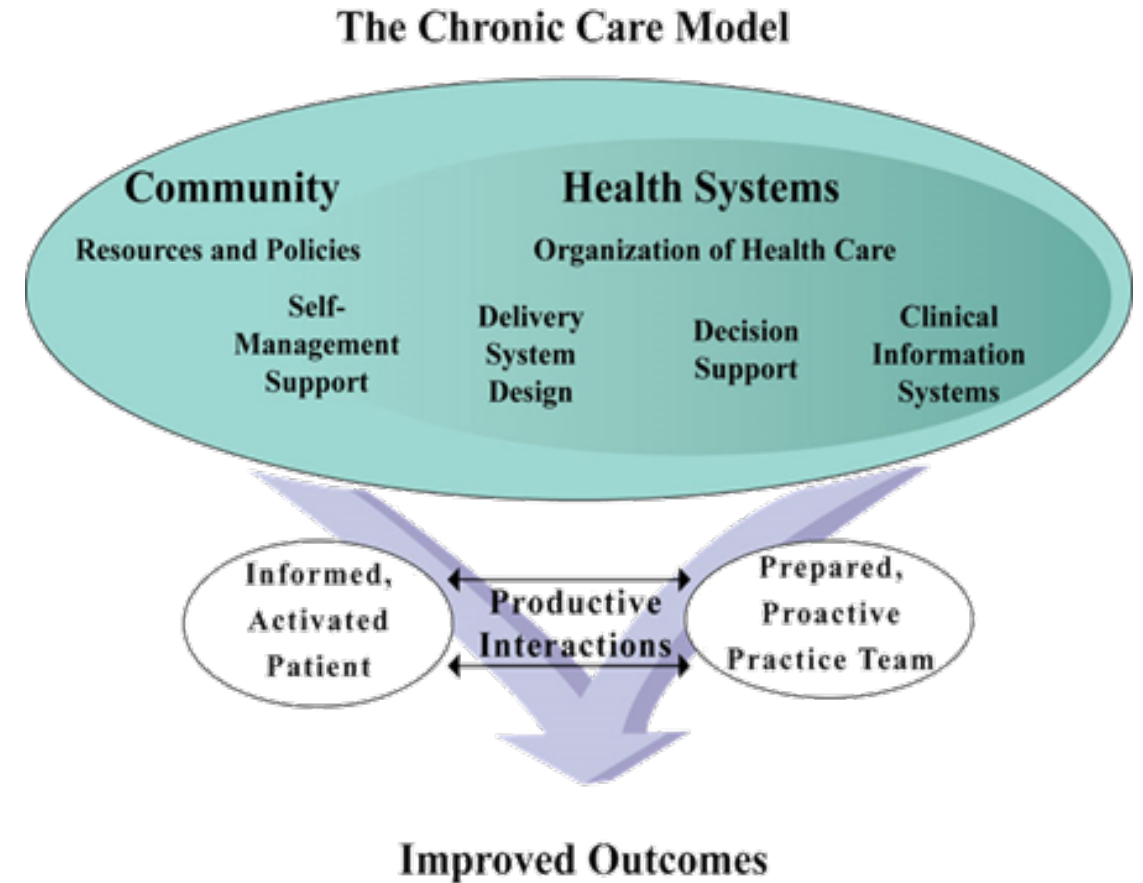 The Chronic Care Model
Community
Health Systems
Resources and Policies
Organization of Health Care
Self-
Management
Support
Delivery
System
Design
Decision
Support
Clinical
Information
Systems
Informed,
Activated
Patient
Productive
Interactions
Prepared,
Proactive
Practice Team
Improved Outcomes